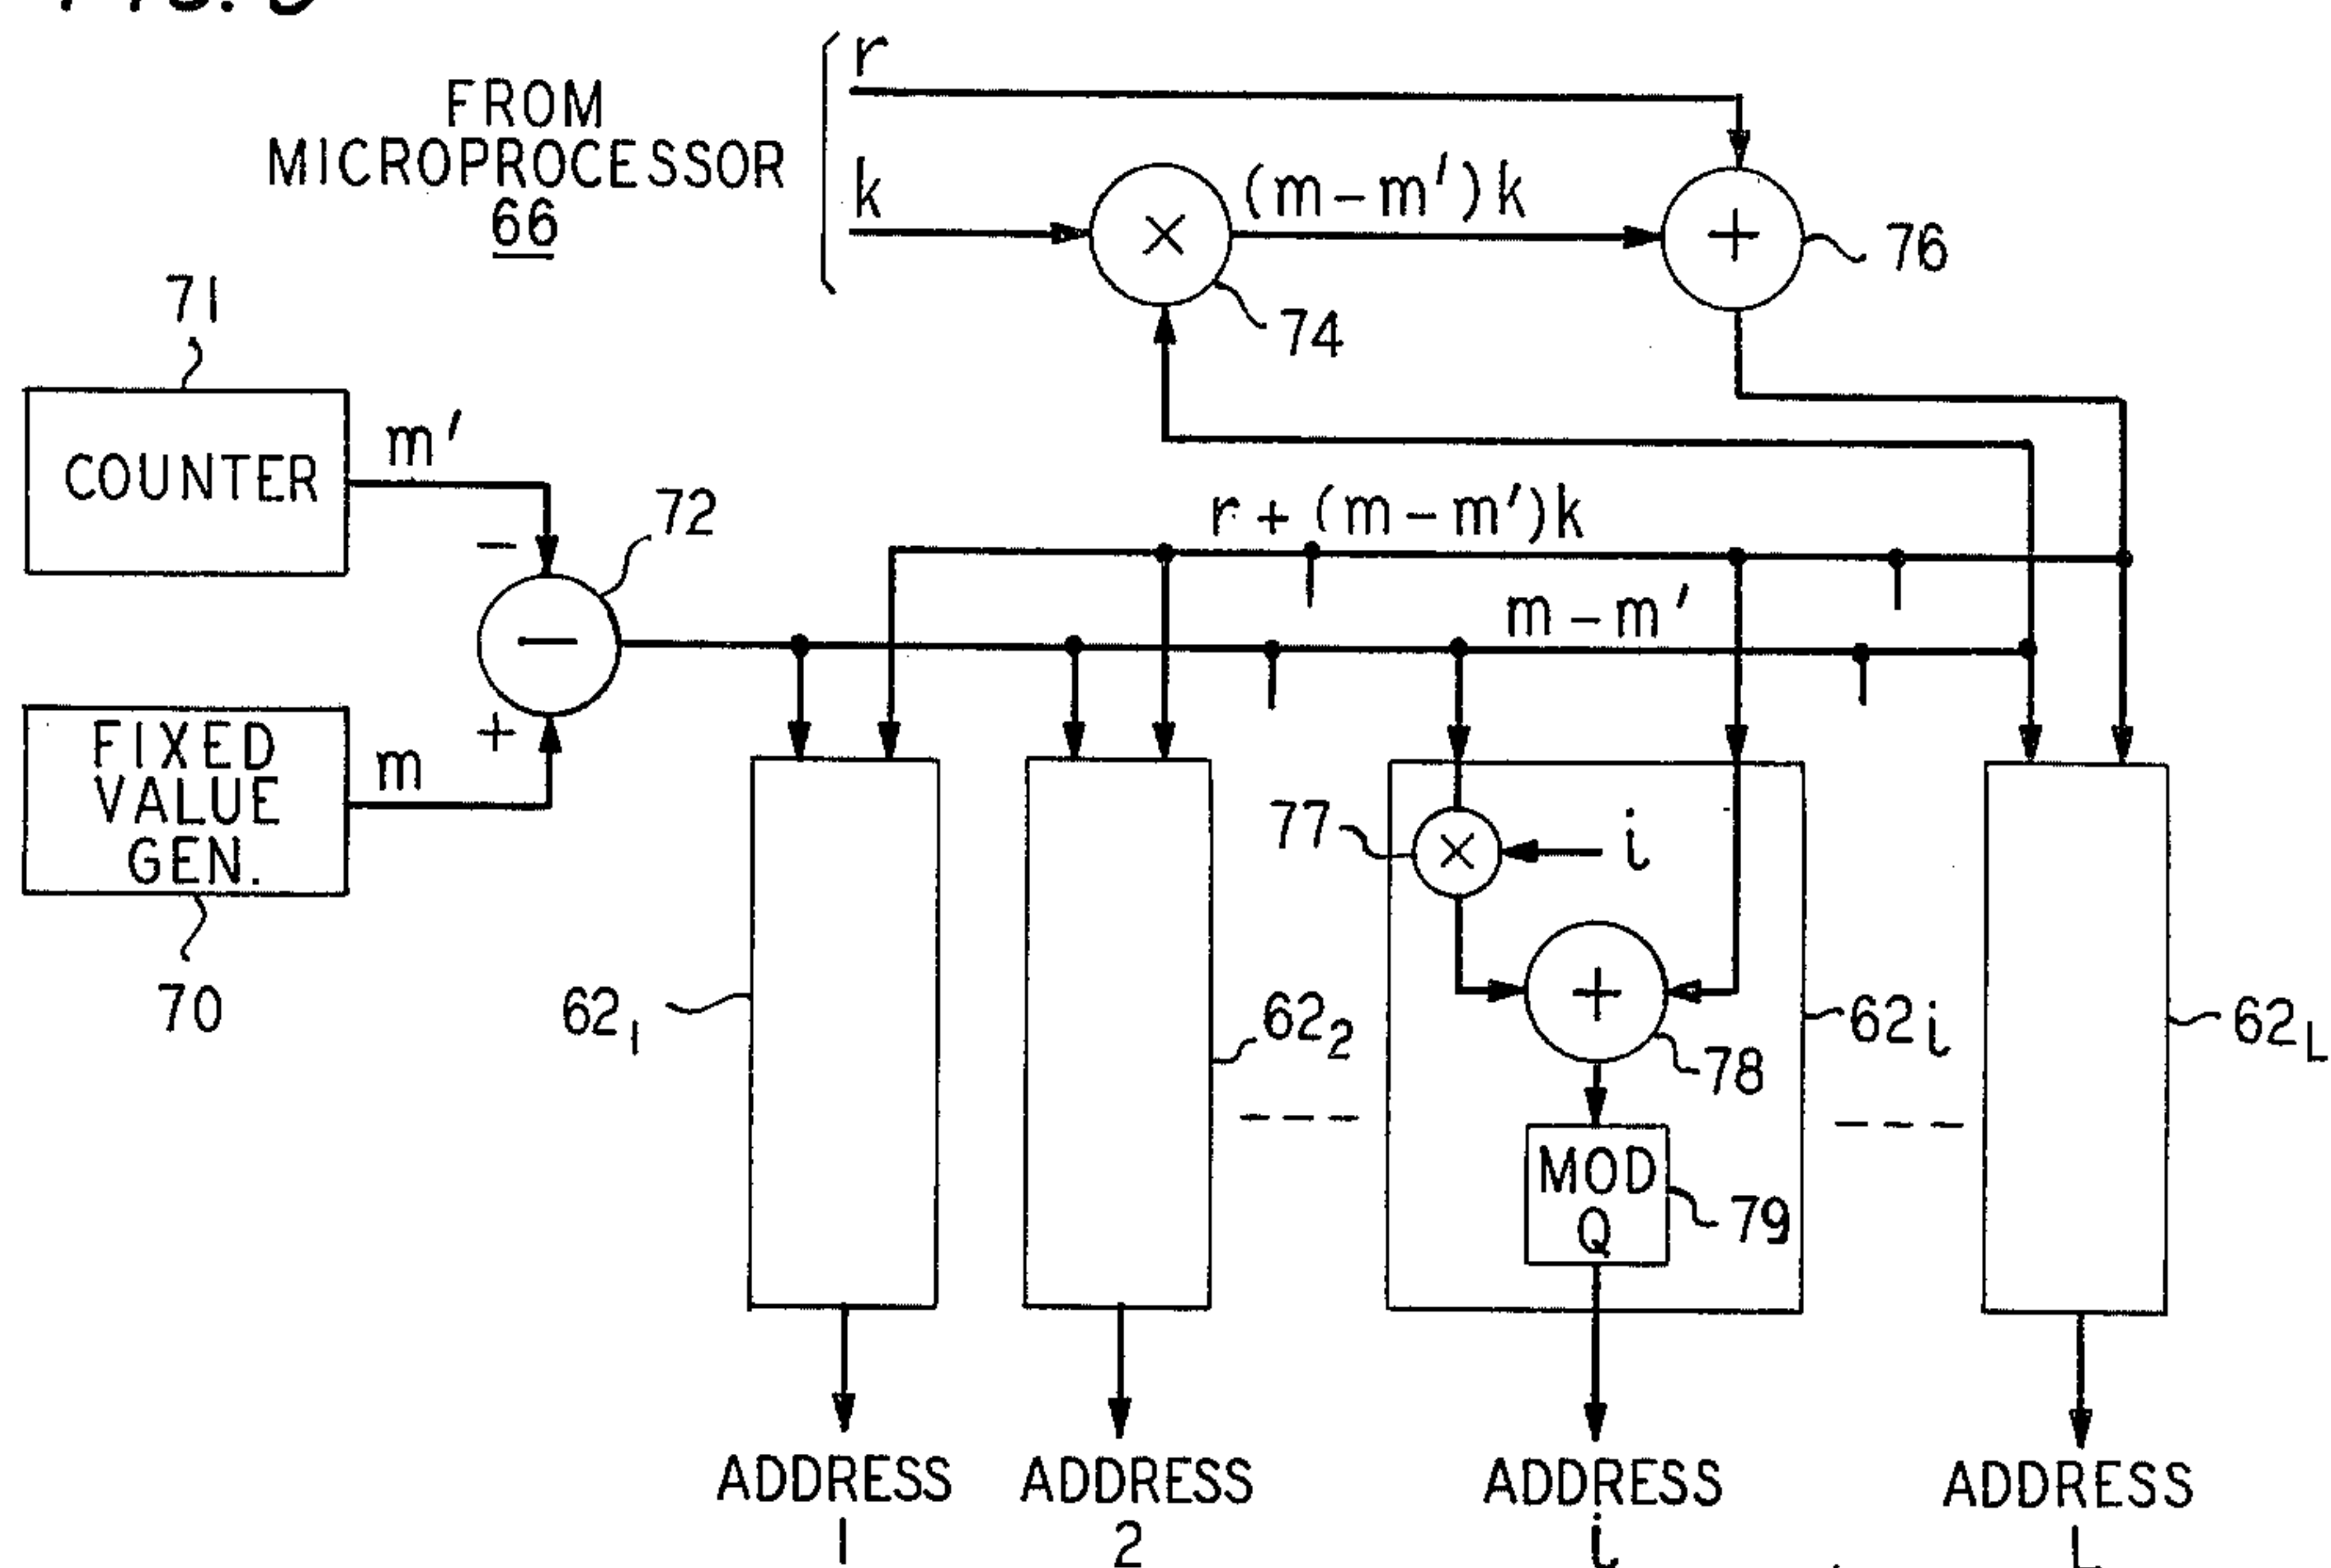 r
FROM
MICROPROCESSOR
66
k
×
(m-m')k
+
76
74
71
COUNTER
m'
72
-
−
r+(m-m')k
m-m'
+
FIXED
VALUE
GEN.
m
70
77
×
i
+
78
62₁
62₂
62i
62L
---
---
MOD
Q
79
ADDRESS
1
ADDRESS
2
ADDRESS
i
ADDRESS